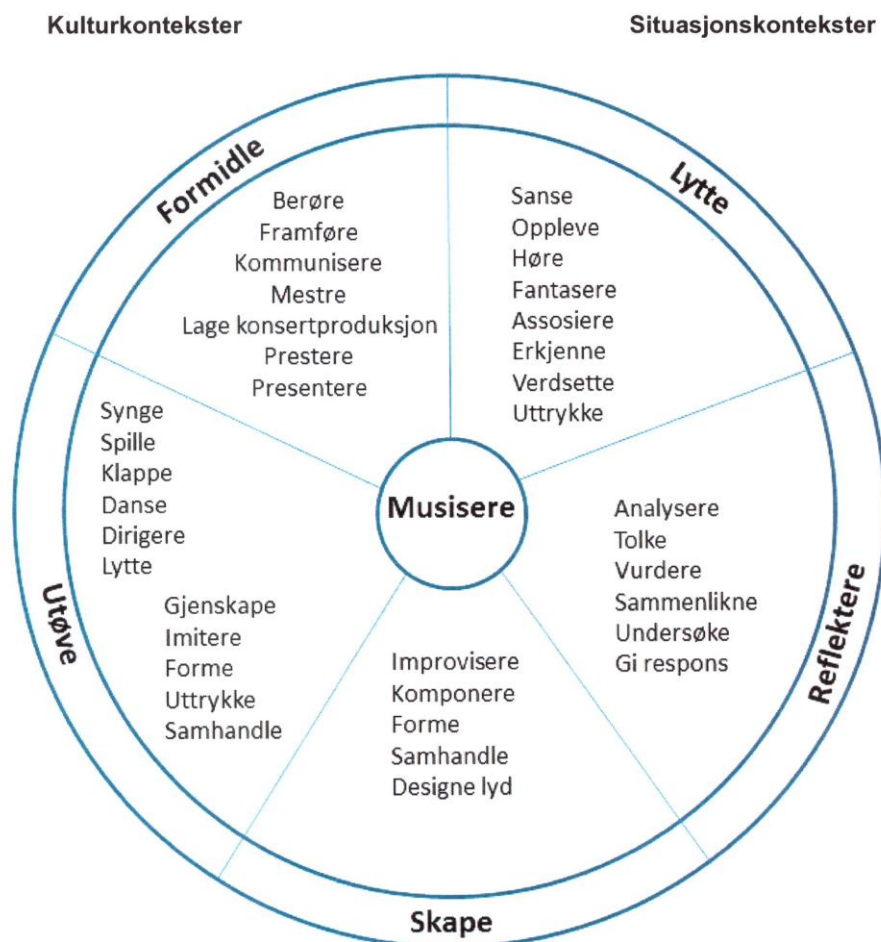 Kulturkontekster
Situasjonskontekster
Formidle
Berøre
Framføre
Kommunisere
Mestre
Lage konsertproduksjon
Prestere
Presentere
Lytte
Sanse
Oppleve
Høre
Fantasere
Assosiere
Erkjenne
Verdsette
Uttrykke
Musisere
Utøve
Synge
Spille
Klappe
Danse
Dirigere
Lytte
Gjenskape
Imitere
Forme
Uttrykke
Samhandle
Skape
Improvisere
Komponere
Forme
Samhandle
Designe lyd
Reflektere
Analysere
Tolke
Vurdere
Sammenlikne
Undersøke
Gi respons